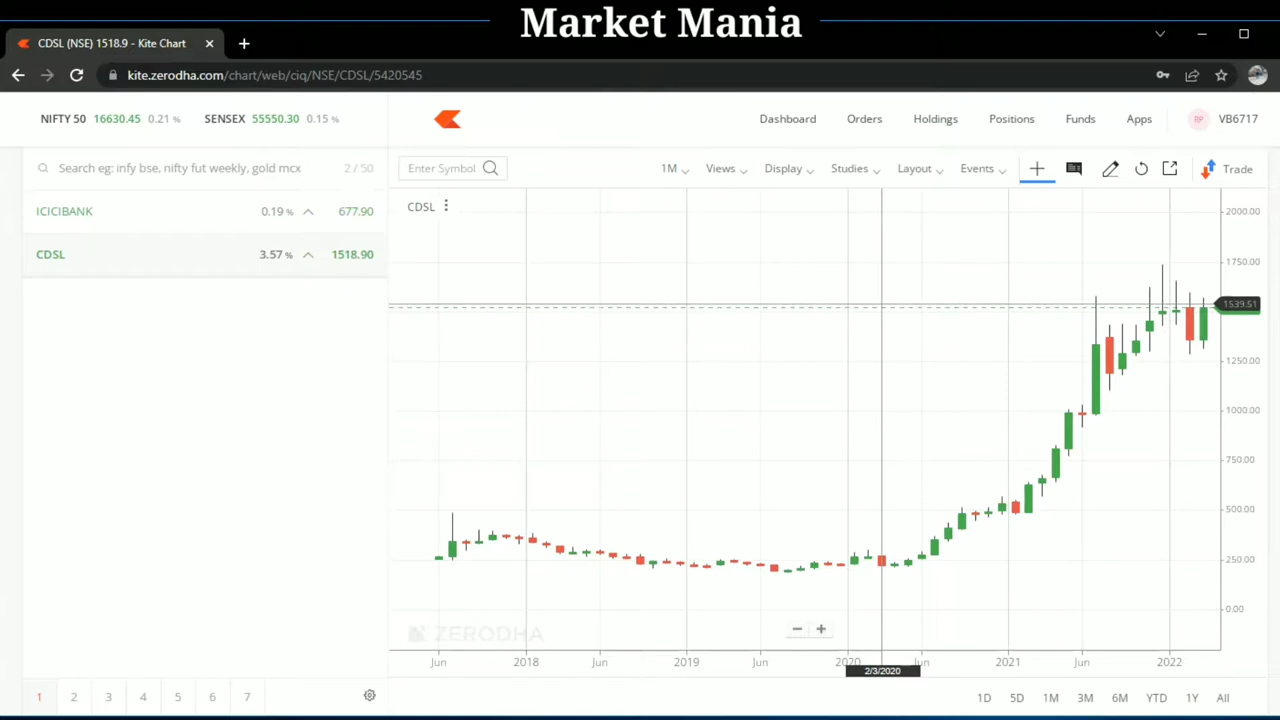 Market Mania
CDSL (NSE) 1518.9 - Kite Chart
kite.zerodha.com/chart/web/ciq/NSE/CDSL/5420545
NIFTY 50 16630.45 0.21 % SENSEX 55550.30 0.15 %
Dashboard Orders Holdings Positions Funds Apps RP VB6717
Search eg: infy bse, nifty fut weekly, gold mcx 2 / 50
Enter Symbol 1M Views Display Studies Layout Events Trade
ICICIBANK 0.19 % 677.90
CDSL 3.57 % 1518.90
CDSL
2000.00
1750.00
1539.51
1250.00
1000.00
750.00
500.00
250.00
0.00
ZERODHA
Jun 2018 Jun 2019 Jun 2020 Jun 2021 Jun 2022
2/3/2020
1 2 3 4 5 6 7
1D 5D 1M 3M 6M YTD 1Y All